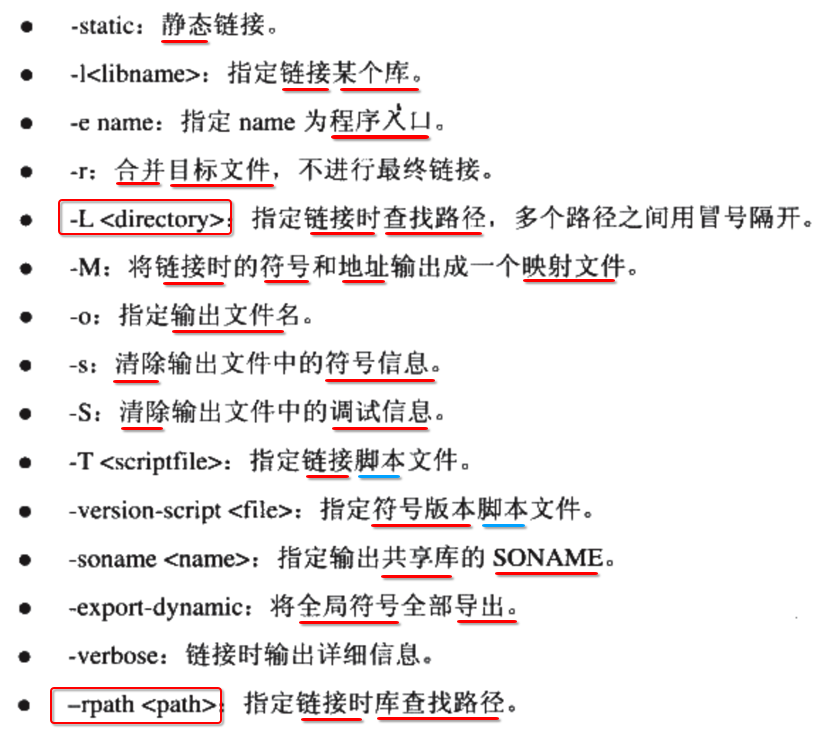 ● -static：静态链接。
● -l<libname>：指定链接某个库。
● -e name：指定 name 为程序入口。
● -r：合并目标文件，不进行最终链接。
● -L <directory>：指定链接时查找路径，多个路径之间用冒号隔开。
● -M：将链接时的符号和地址输出成一个映射文件。
● -o：指定输出文件名。
● -s：清除输出文件中的符号信息。
● -S：清除输出文件中的调试信息。
● -T <scriptfile>：指定链接脚本文件。
● -version-script <file>：指定符号版本脚本文件。
● -soname <name>：指定输出共享库的 SONAME。
● -export-dynamic：将全局符号全部导出。
● -verbose：链接时输出详细信息。
● –rpath <path>：指定链接时库查找路径。